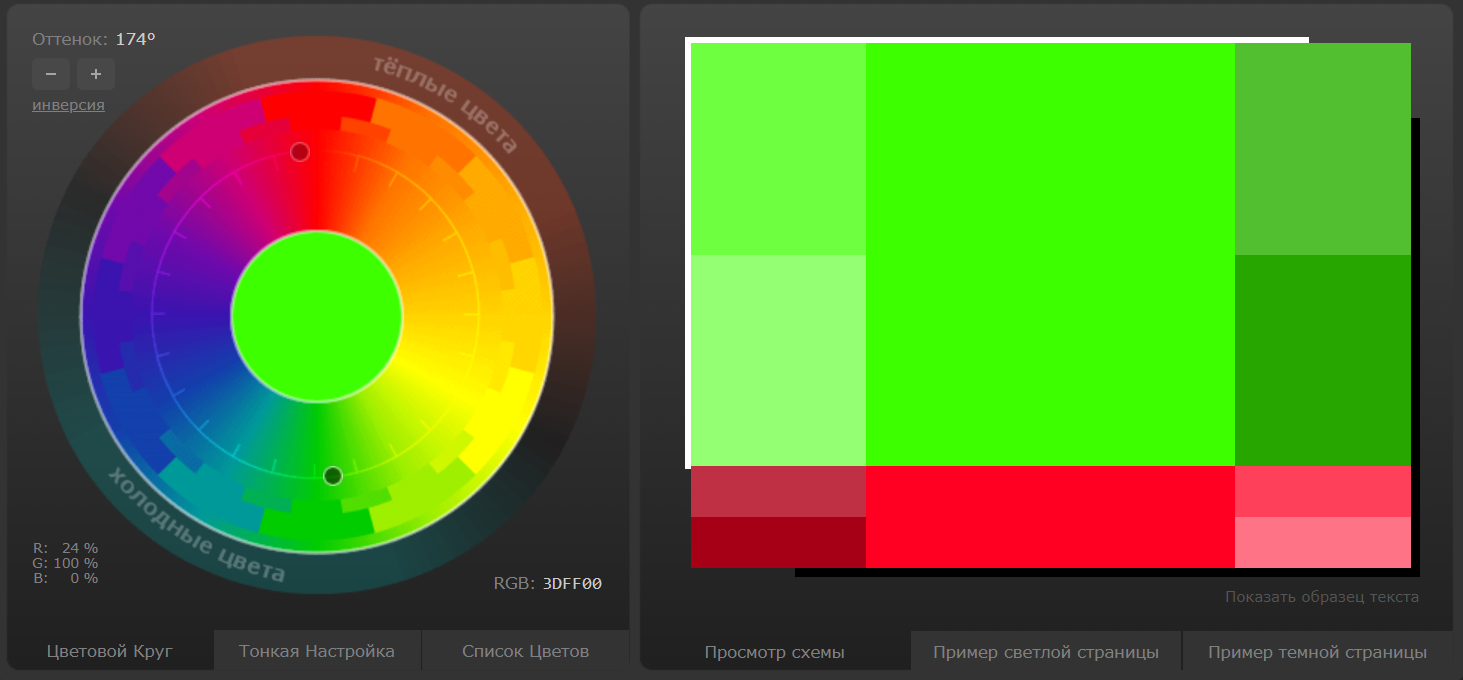 Оттенок: 174º
− +
инверсия
тёплые цвета
холодные цвета
R: 24 %
G: 100 %
B: 0 %
RGB: 3DFF00
Цветовой Круг
Тонкая Настройка
Список Цветов
Показать образец текста
Просмотр схемы
Пример светлой страницы
Пример темной страницы